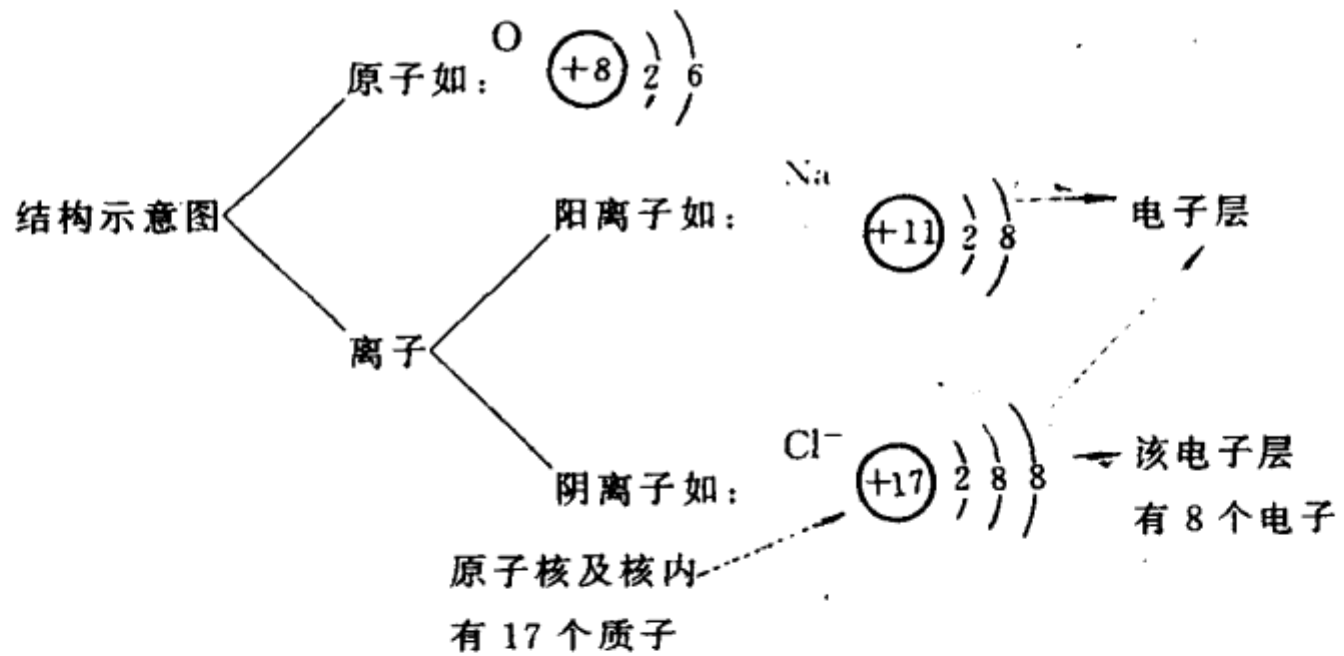 原子如： O +8 2 6
结构示意图
阳离子如： Na +11 2 8 电子层
离子
阴离子如： Cl⁻ +17 2 8 8 该电子层
有 8 个电子
原子核及核内
有 17 个质子